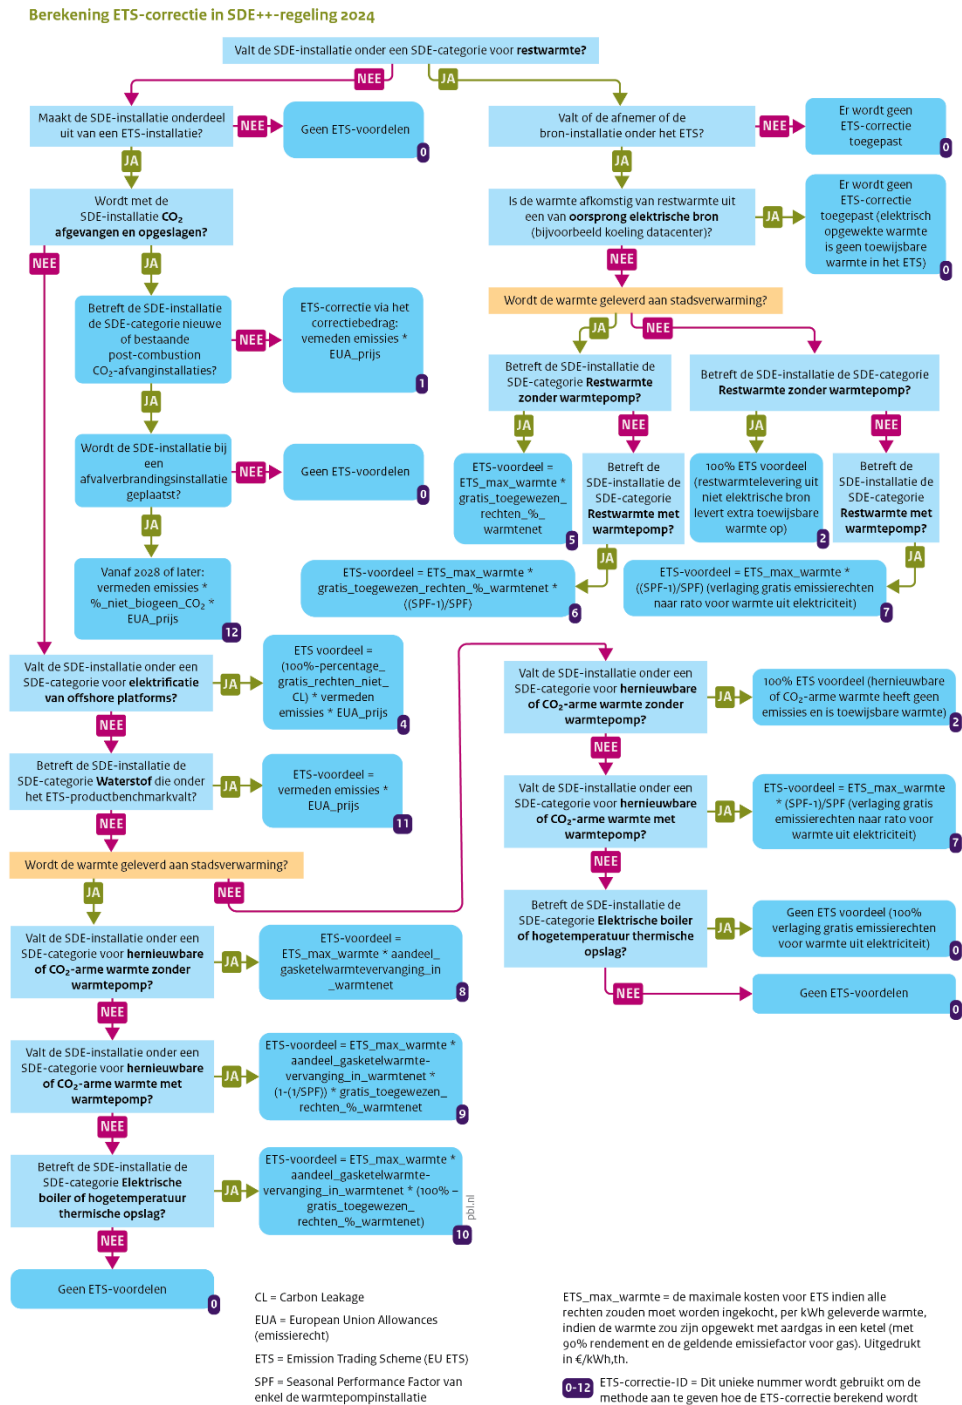 Berekening ETS-correctie in SDE++-regeling 2024
Valt de SDE-installatie onder een SDE-categorie voor restwarmte?
NEE
JA
Maakt de SDE-installatie onderdeel
uit van een ETS-installatie?
NEE
Geen ETS-voordelen
0
JA
Wordt met de
SDE-installatie CO₂
afgevangen en opgeslagen?
NEE
JA
Betreft de SDE-installatie
de SDE-categorie nieuwe
of bestaande
post-combustion
CO₂-afvanginstallaties?
NEE
ETS-correctie via het
correctiebedrag:
vemeden emissies *
EUA_prijs
1
JA
Wordt de SDE-installatie bij
een
afvalverbrandingsinstallatie
geplaatst?
NEE
Geen ETS-voordelen
0
JA
Vanaf 2028 of later:
vermeden emissies *
%_niet_biogeen_CO₂ *
EUA_prijs
12
Valt de SDE-installatie onder een
SDE-categorie voor elektrificatie
van offshore platforms?
JA
ETS voordeel =
(100%-percentage_
gratis_rechten_niet_
CL) * vermeden
emissies * EUA_prijs
4
NEE
Betreft de SDE-installatie de
SDE-categorie Waterstof die onder
het ETS-productbenchmarkvalt?
JA
ETS-voordeel =
vermeden emissies *
EUA_prijs
11
NEE
Wordt de warmte geleverd aan stadsverwarming?
JA
NEE
Valt de SDE-installatie onder een
SDE-categorie voor hernieuwbare
of CO₂-arme warmte zonder
warmtepomp?
JA
ETS-voordeel =
ETS_max_warmte * aandeel_
gasketelwarmtevervanging_in
_warmtenet
8
NEE
Valt de SDE-installatie onder een
SDE-categorie voor hernieuwbare
of CO₂-arme warmte met
warmtepomp?
JA
ETS-voordeel = ETS_max_warmte *
aandeel_gasketelwarmte-
vervanging_in_warmtenet *
(1-(1/SPF)) * gratis_toegewezen_
rechten_%_warmtenet
9
NEE
Betreft de SDE-installatie de
SDE-categorie Elektrische
boiler of hogetemperatuur
thermische opslag?
JA
ETS-voordeel = ETS_max_warmte *
aandeel_gasketelwarmte-
vervanging_in_warmtenet * (100% –
gratis_toegewezen_
rechten_%_warmtenet)
10
NEE
Geen ETS-voordelen
0
Valt of de afnemer of de
bron-installatie onder het ETS?
NEE
Er wordt geen
ETS-correctie
toegepast
0
JA
Is de warmte afkomstig van restwarmte uit
een van oorsprong elektrische bron
(bijvoorbeeld koeling datacenter)?
JA
Er wordt geen
ETS-correctie
toegepast (elektrisch
opgewekte warmte
is geen toewijsbare
warmte in het ETS)
0
NEE
Wordt de warmte geleverd aan stadsverwarming?
JA
NEE
Betreft de SDE-installatie de
SDE-categorie Restwarmte
zonder warmtepomp?
JA
NEE
ETS-voordeel =
ETS_max_warmte *
gratis_toegewezen_
rechten_%_
warmtenet
5
Betreft de
SDE-installatie de
SDE-categorie
Restwarmte met
warmtepomp?
JA
ETS-voordeel = ETS_max_warmte *
gratis_toegewezen_rechten_%_warmtenet *
((SPF-1)/SPF)
6
Betreft de SDE-installatie de SDE-categorie
Restwarmte zonder warmtepomp?
JA
NEE
100% ETS voordeel
(restwarmtelevering uit
niet elektrische bron
levert extra toewijsbare
warmte op)
2
Betreft de
SDE-installatie de
SDE-categorie
Restwarmte met
warmtepomp?
JA
ETS-voordeel = ETS_max_warmte *
((SPF-1)/SPF) (verlaging gratis emissierechten
naar rato voor warmte uit elektriciteit)
7
Valt de SDE-installatie onder een
SDE-categorie voor hernieuwbare
of CO₂-arme warmte zonder
warmtepomp?
JA
100% ETS voordeel (hernieuwbare
of CO₂-arme warmte heeft geen
emissies en is toewijsbare warmte)
2
NEE
Valt de SDE-installatie onder een
SDE-categorie voor hernieuwbare
of CO₂-arme warmte met
warmtepomp?
JA
ETS-voordeel = ETS_max_warmte
* (SPF-1)/SPF (verlaging gratis
emissierechten naar rato voor
warmte uit elektriciteit)
7
NEE
Betreft de SDE-installatie de
SDE-categorie Elektrische boiler
of hogetemperatuur thermische
opslag?
JA
Geen ETS voordeel (100%
verlaging gratis emissierechten
voor warmte uit elektriciteit)
0
NEE
Geen ETS-voordelen
0
pbl.nl
CL = Carbon Leakage
EUA = European Union Allowances
(emissierecht)
ETS = Emission Trading Scheme (EU ETS)
SPF = Seasonal Performance Factor van
enkel de warmtepompinstallatie
ETS_max_warmte = de maximale kosten voor ETS indien alle
rechten zouden moet worden ingekocht, per kWh geleverde warmte,
indien de warmte zou zijn opgewekt met aardgas in een ketel (met
90% rendement en de geldende emissiefactor voor gas). Uitgedrukt
in €/kWh,th.
0-12
ETS-correctie-ID = Dit unieke nummer wordt gebruikt om de
methode aan te geven hoe de ETS-correctie berekend wordt